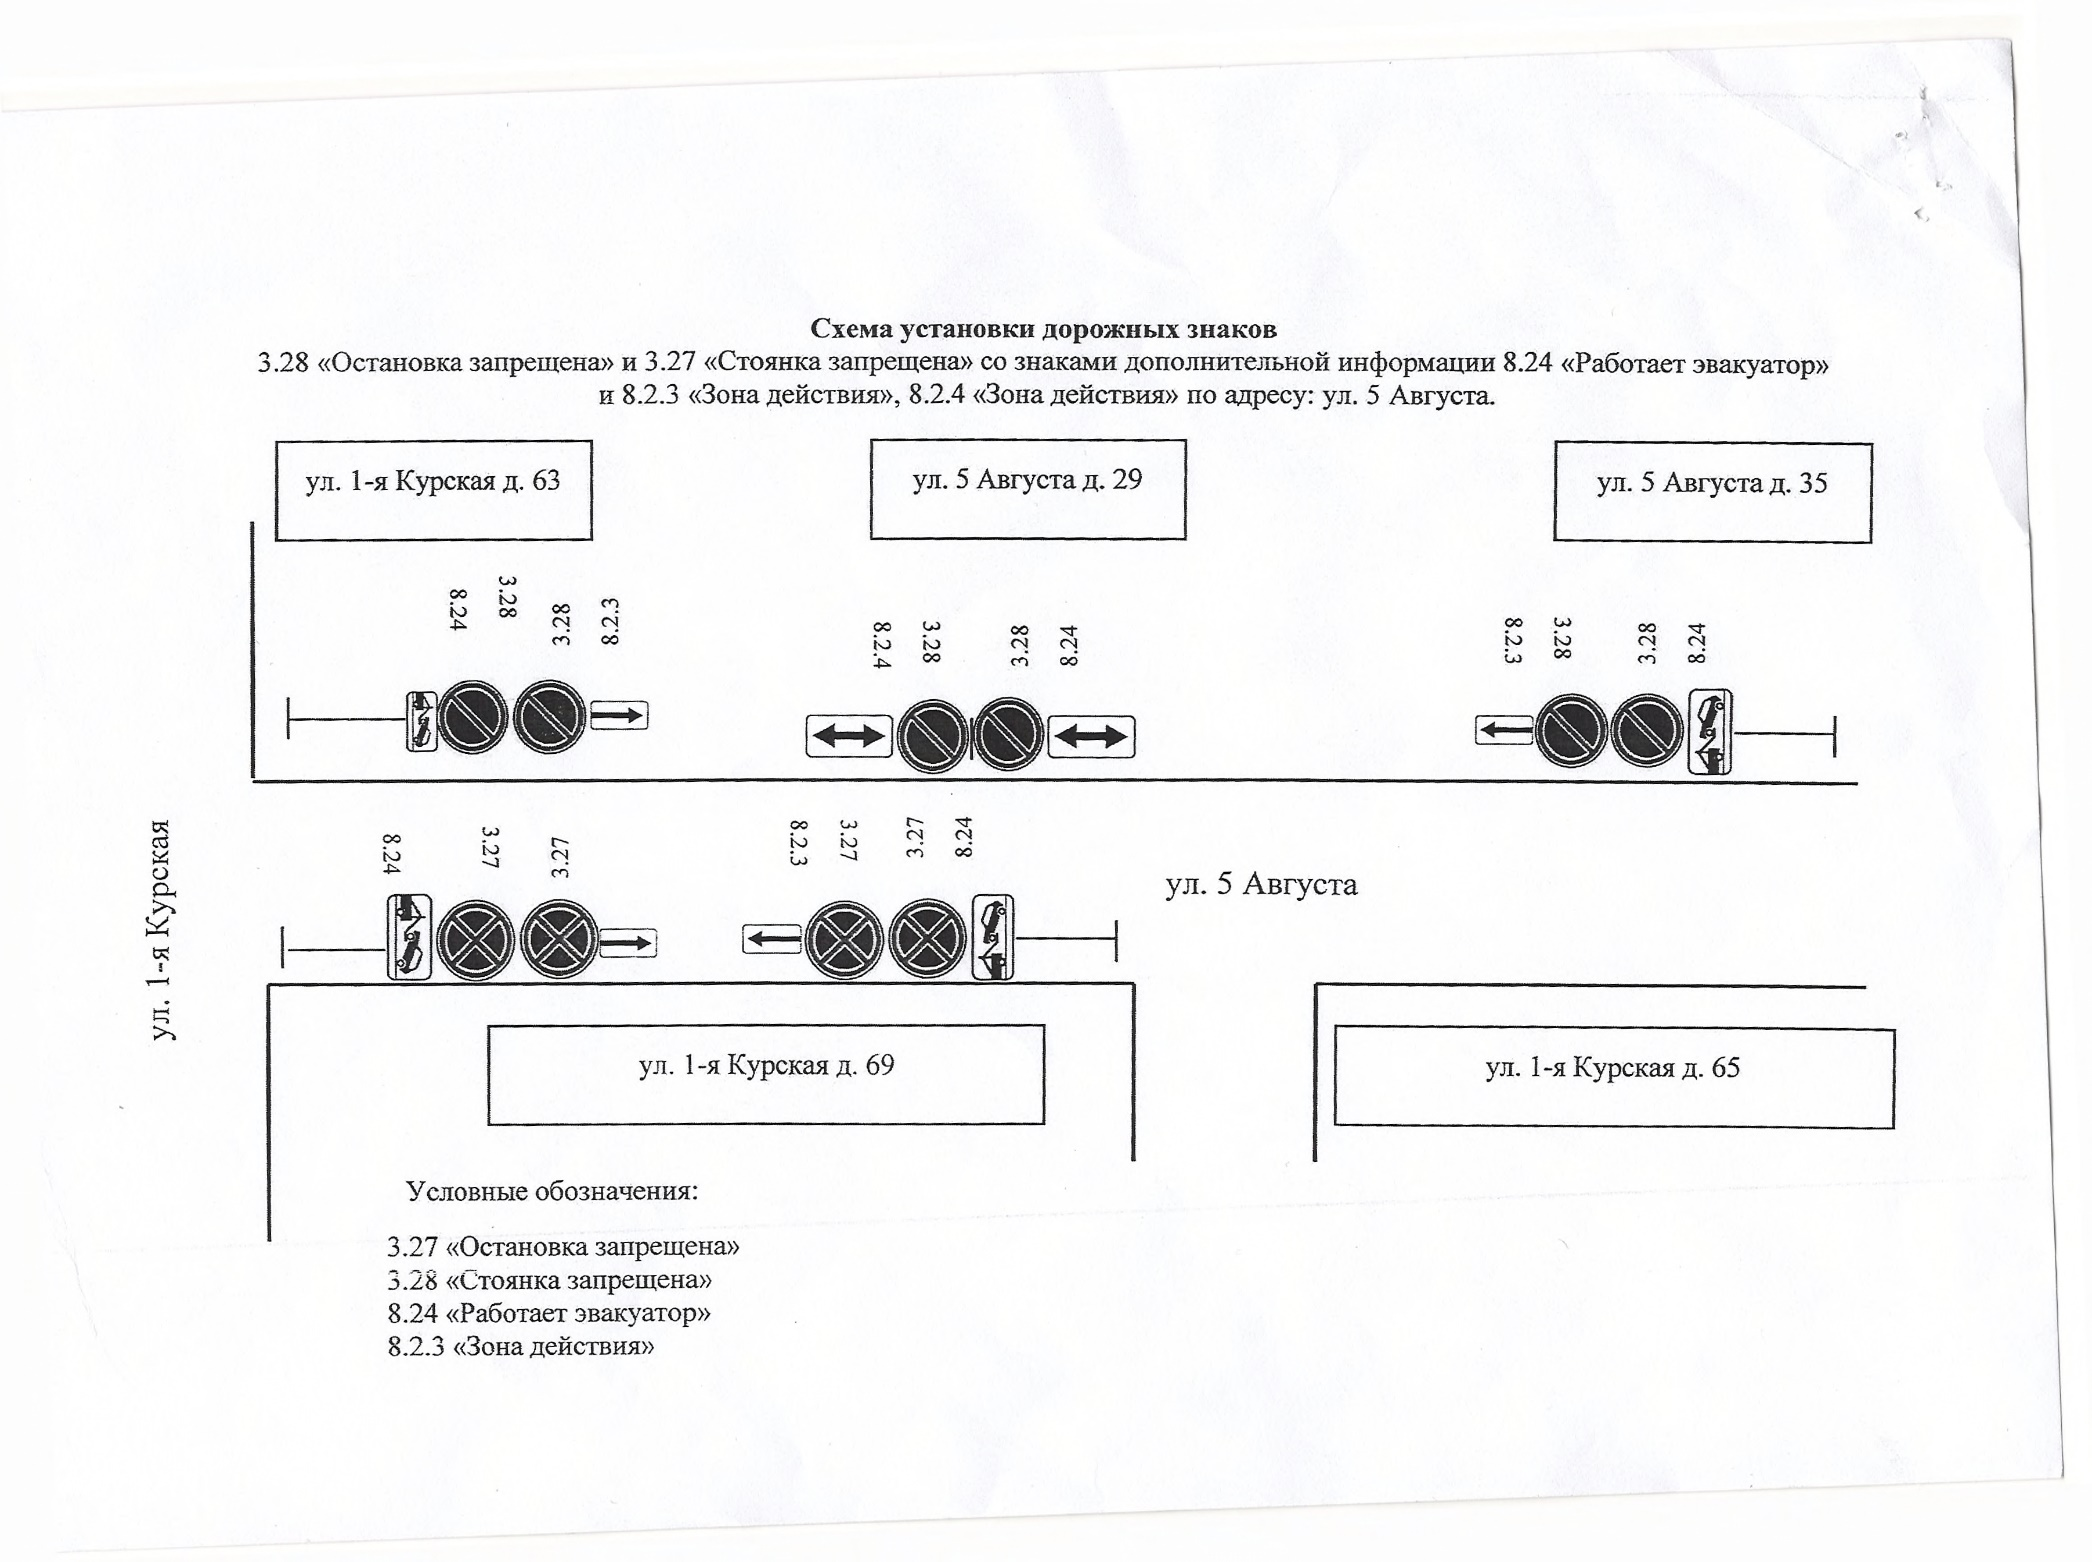 Схема установки дорожных знаков
3.28 «Остановка запрещена» и 3.27 «Стоянка запрещена» со знаками дополнительной информации 8.24 «Работает эвакуатор»
и 8.2.3 «Зона действия», 8.2.4 «Зона действия» по адресу: ул. 5 Августа.
ул. 1-я Курская д. 63
ул. 5 Августа д. 29
ул. 5 Августа д. 35
8.24
3.28
3.28
8.2.3
8.2.4
3.28
3.28
8.24
8.2.3
3.28
3.28
8.24
ул. 1-я Курская
8.24
3.27
3.27
8.2.3
3.27
3.27
8.24
ул. 5 Августа
ул. 1-я Курская д. 69
ул. 1-я Курская д. 65
Условные обозначения:
3.27 «Остановка запрещена»
3.28 «Стоянка запрещена»
8.24 «Работает эвакуатор»
8.2.3 «Зона действия»